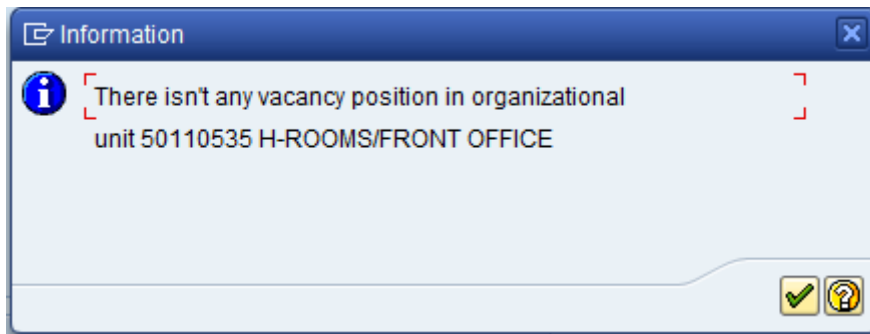 Information
There isn't any vacancy position in organizational
unit 50110535 H-ROOMS/FRONT OFFICE